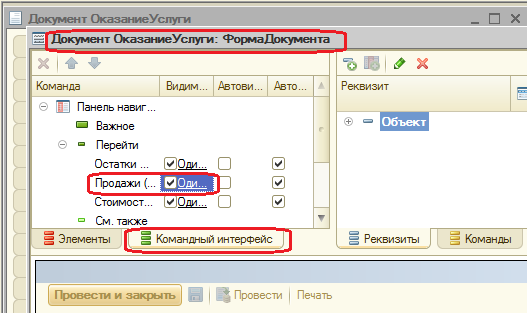 Документ ОказаниеУслуги
Документ ОказаниеУслуги: ФормаДокумента
Команда Видим... Автови... Авто...
Реквизит
Панель навиг...
Объект
Важное
Перейти
Остатки ... Оди...
Продажи (... Оди...
Стоимост... Оди...
См. также
Элементы Командный интерфейс
Реквизиты Команды
Провести и закрыть Провести Печать